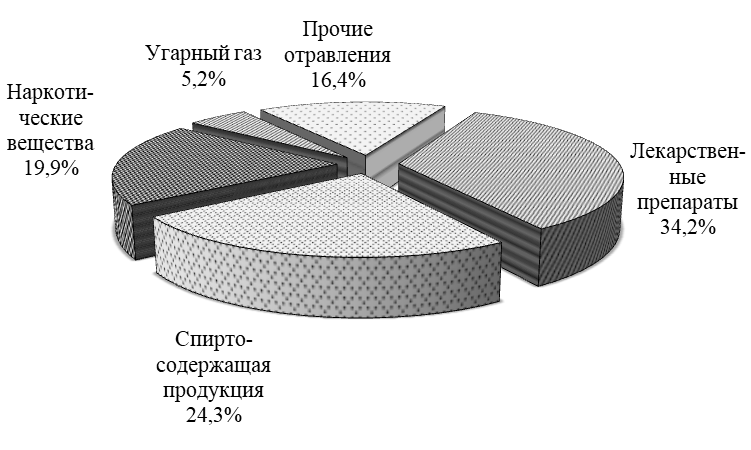 Прочие
отравления
16,4%
Угарный газ
5,2%
Наркоти-
ческие
вещества
19,9%
Лекарствен-
ные
препараты
34,2%
Спирто-
содержащая
продукция
24,3%